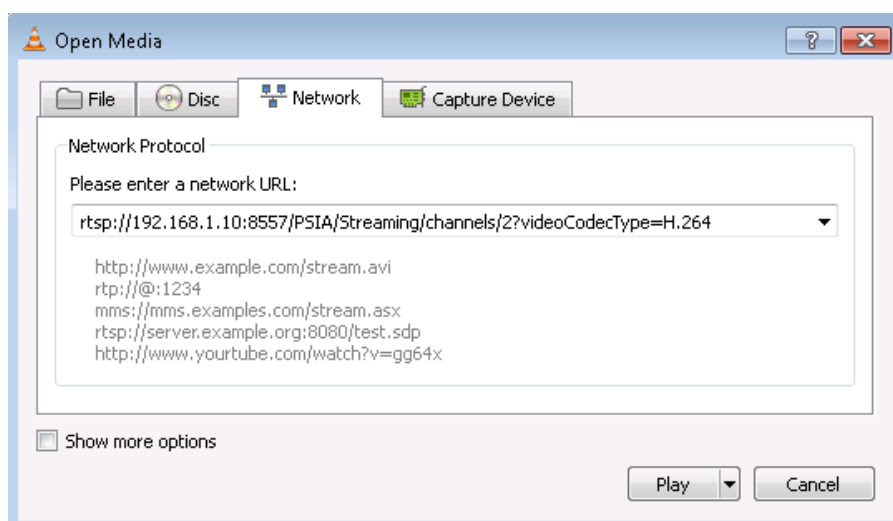 Open Media
File Disc Network Capture Device
Network Protocol
Please enter a network URL:
rtsp://192.168.1.10:8557/PSIA/Streaming/channels/2?videoCodecType=H.264
http://www.example.com/stream.avi
rtp://@:1234
mms://mms.examples.com/stream.asx
rtsp://server.example.org:8080/test.sdp
http://www.yourtube.com/watch?v=gg64x
Show more options
Play Cancel